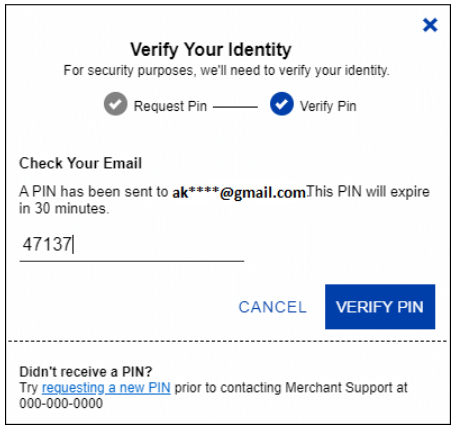 Verify Your Identity
For security purposes, we'll need to verify your identity.
Request Pin Verify Pin
Check Your Email
A PIN has been sent to ak****@gmail.comThis PIN will expire
in 30 minutes.
47137
CANCEL VERIFY PIN
Didn't receive a PIN?
Try requesting a new PIN prior to contacting Merchant Support at
000-000-0000